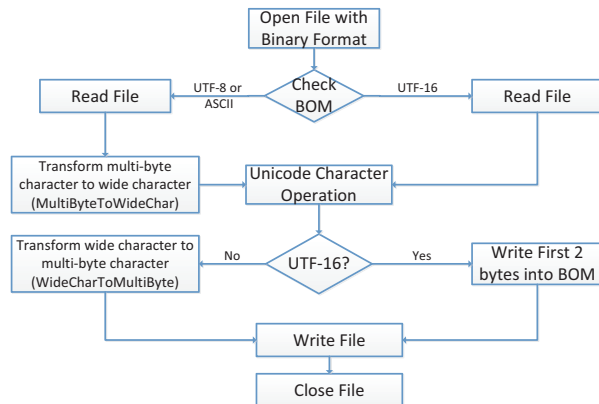 Open File with
Binary Format
UTF-8 or
ASCII
Check
BOM
UTF-16
Read File
Read File
Transform multi-byte
character to wide character
(MultiByteToWideChar)
Unicode Character
Operation
Transform wide character to
multi-byte character
(WideCharToMultiByte)
No
UTF-16?
Yes
Write First 2
bytes into BOM
Write File
Close File